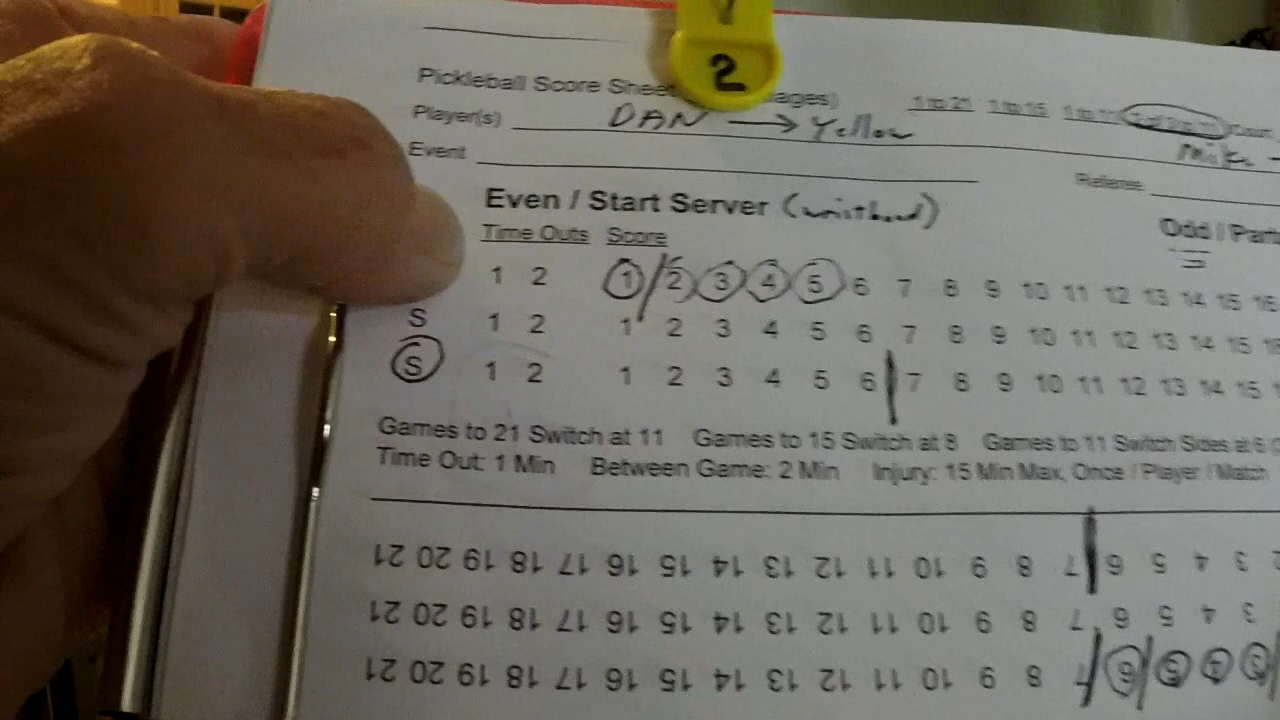 2
Pickleball Score Sheet ages) 1 to 21 1 to 15
Player(s) DAN → Yellow
Mike
Event
Referee
Even / Start Server (wristband)
Odd / Part
Time Outs Score
1 2 1 2 3 4 5 6 7 8 9 10 11 12 13 14 15 16
S 1 2 1 2 3 4 5 6 7 8 9 10 11 12 13 14 15 16
S 1 2 1 2 3 4 5 6 7 8 9 10 11 12 13 14 15
Games to 21 Switch at 11 Games to 15 Switch at 8 Games to 11 Switch Sides at 6
Time Out: 1 Min Between Game: 2 Min Injury: 15 Min Max, Once / Player / Match
21 20 19 18 17 16 15 14 13 12 11 10 9 8 7 6 5 4 3 2
21 20 19 18 17 16 15 14 13 12 11 10 9 8 7 6 5 4 3
21 20 19 18 17 16 15 14 13 12 11 10 9 8 7 6 5 4 3